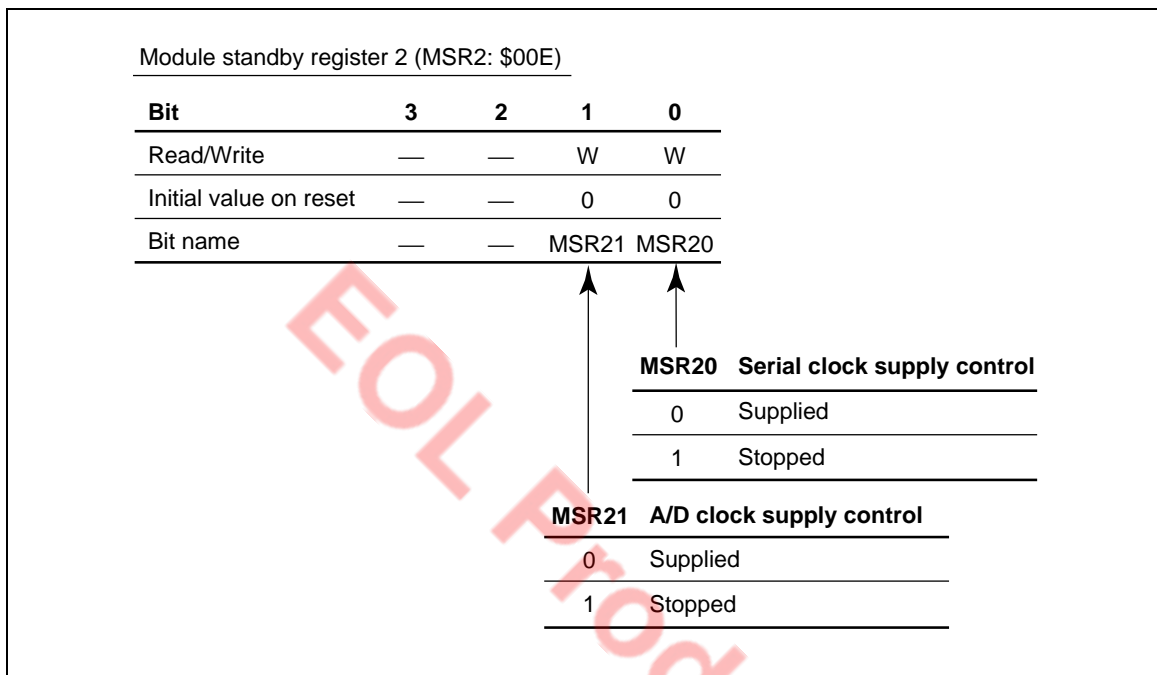 Module standby register 2 (MSR2: $00E)
Bit 3 2 1 0
Read/Write — — W W
Initial value on reset — — 0 0
Bit name — — MSR21 MSR20
MSR20 Serial clock supply control
0 Supplied
1 Stopped
MSR21 A/D clock supply control
0 Supplied
1 Stopped
EOL Prod